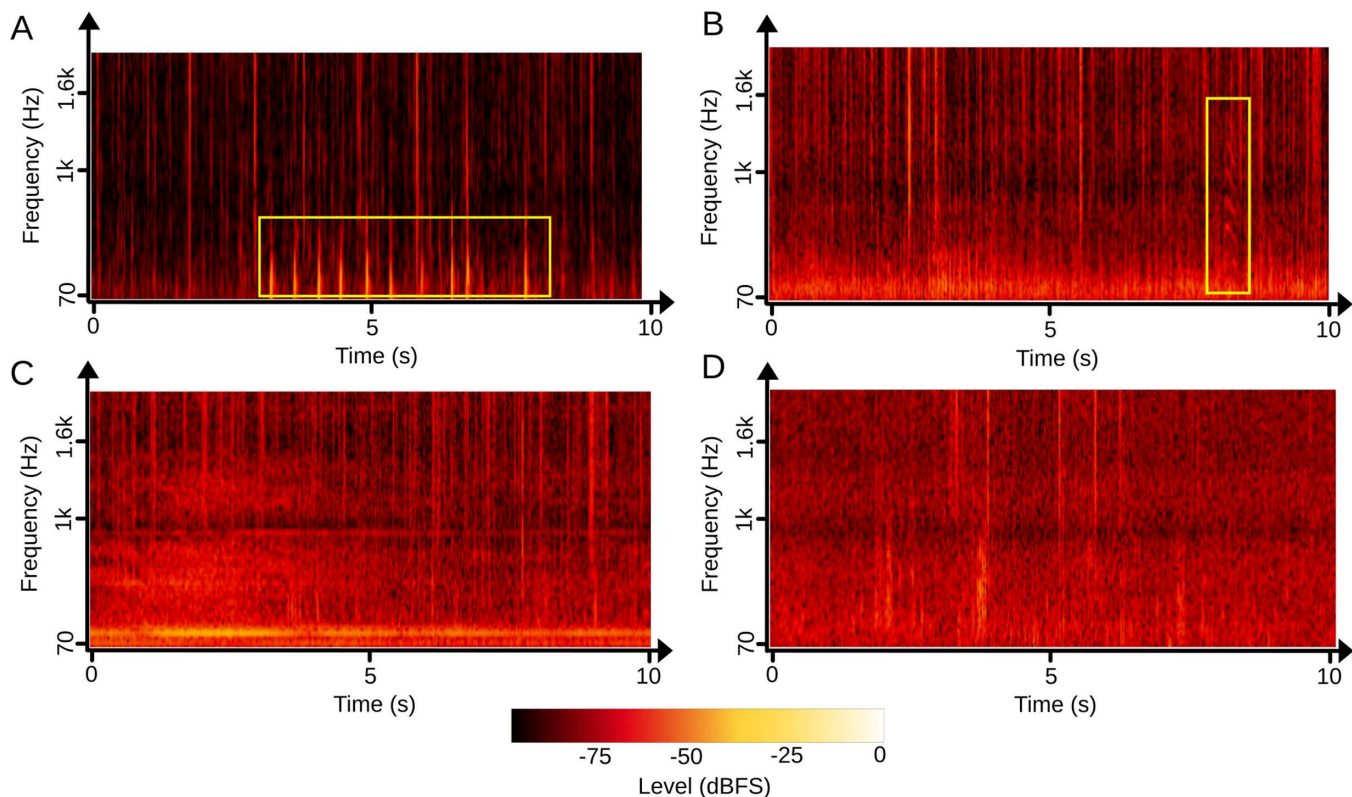 A
Frequency (Hz)
1.6k
1k
70
0
5
10
Time (s)
B
Frequency (Hz)
1.6k
1k
70
0
5
10
Time (s)
C
Frequency (Hz)
1.6k
1k
70
0
5
10
Time (s)
D
Frequency (Hz)
1.6k
1k
70
0
5
10
Time (s)
-75
-50
-25
0
Level (dBFS)